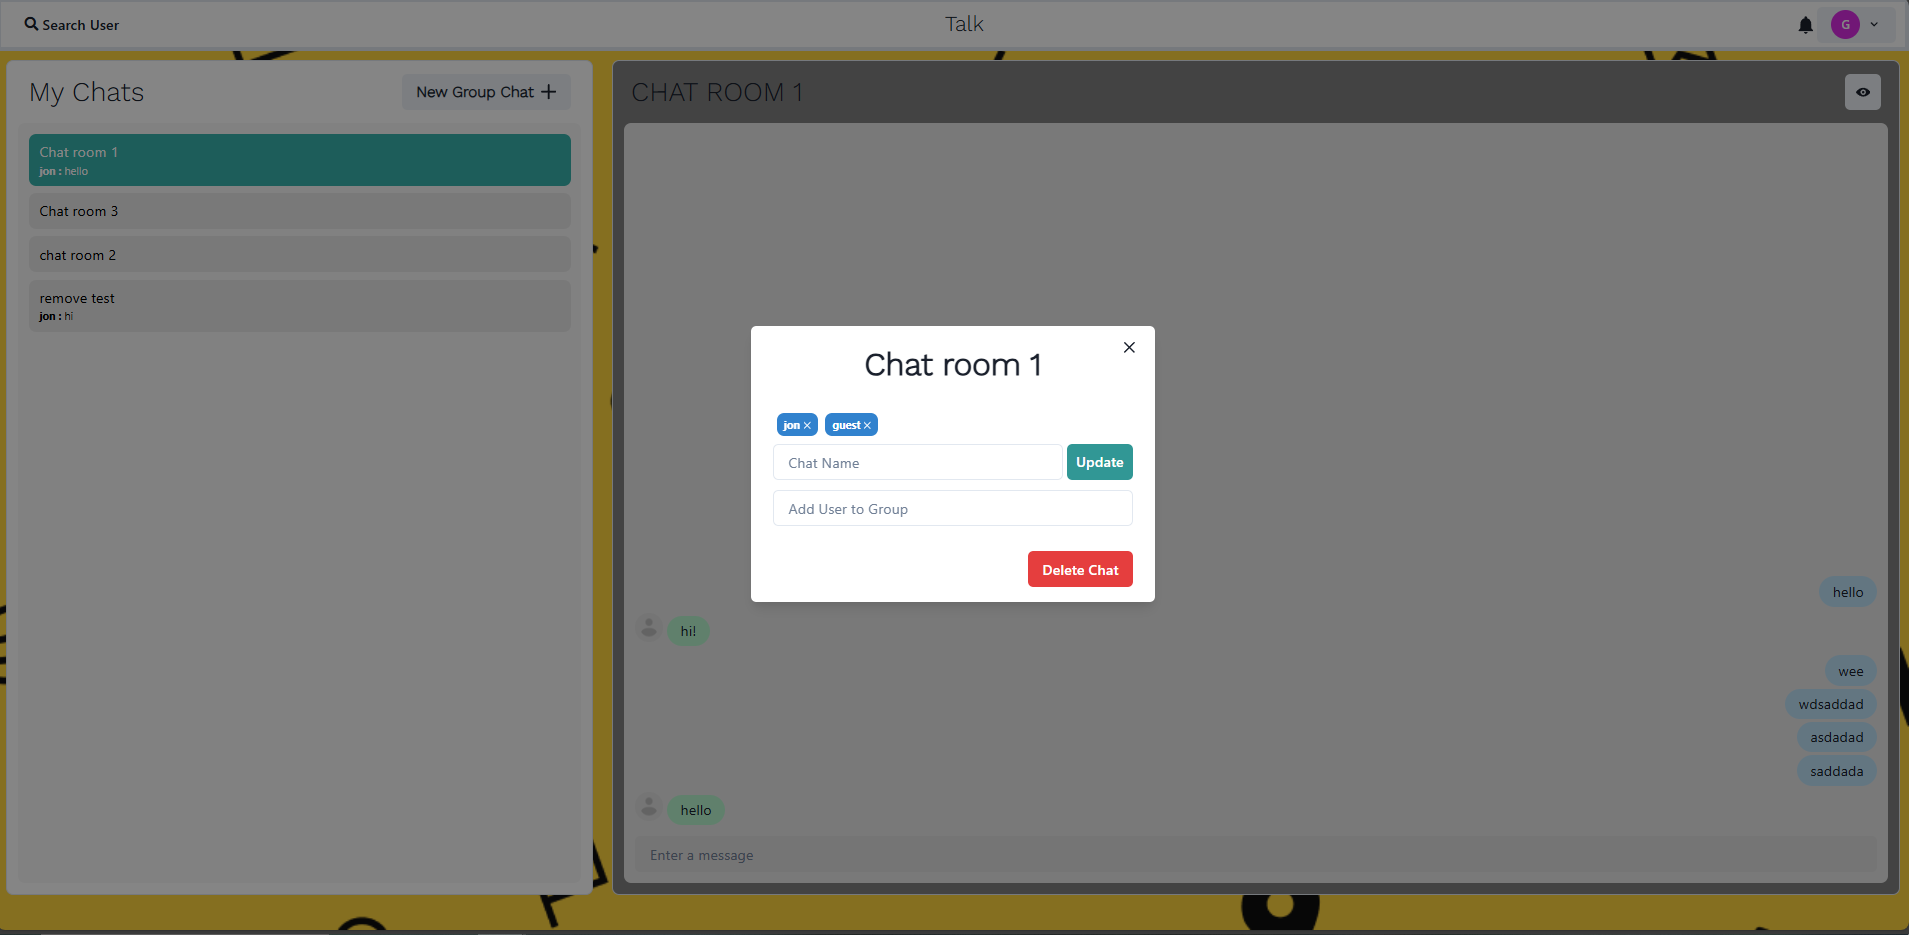 Search User
Talk
G
My Chats
New Group Chat
CHAT ROOM 1
Chat room 1
jon : hello
Chat room 3
chat room 2
remove test
jon : hi
Chat room 1
jon
guest
Chat Name
Update
Add User to Group
Delete Chat
hello
hi!
wee
wdsaddad
asdadad
saddada
hello
Enter a message